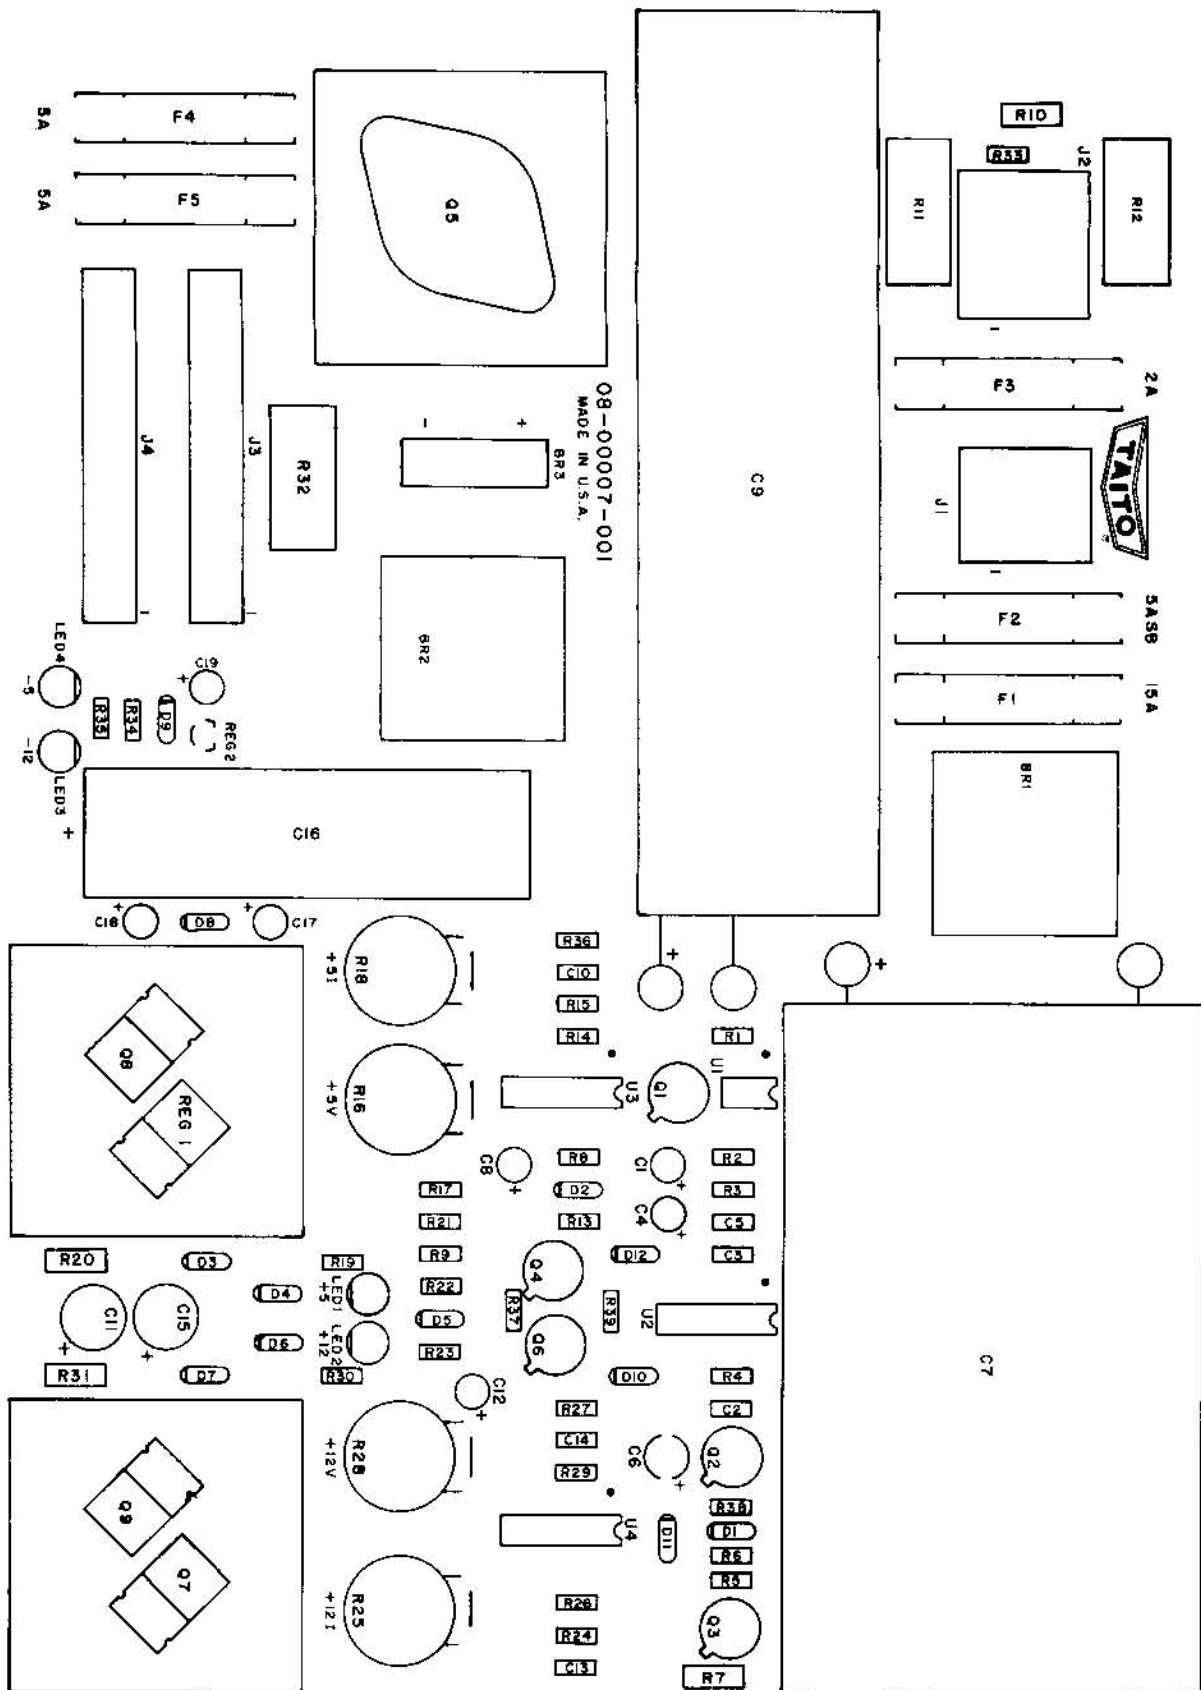 R10
J2
R33
5A
F4
R11
R12
5A
F5
Q5
2A
F3
08-00007-001
MADE IN U.S.A.
-
+
BR3
J4
J3
R32
C9
J1
TAITO
®
-
-
-
-
5ASB
F2
BR2
15A
F1
LED4
-5
C19
+
R35
R34
D9
REG2
-12
LED3
+
BR1
C16
+
C18
D8
+
C17
R36
+5I
R18
C10
+
+
R15
R14
R1
Q8
U1
U3
Q1
+5V
R16
REG 1
C8
+
R8
C1
+
R2
R17
D2
R3
R21
R13
C4
+
C5
R20
D3
R19
R9
Q4
D12
C3
D4
LED1
+5
R22
C11
+
C15
+
R37
R39
U2
D5
D6
LED2
+12
R23
Q6
C7
R31
D7
R30
C12
+
D10
R4
R27
C2
+12V
R28
C14
C6
+
Q2
R29
Q9
R38
U4
D11
D1
R6
Q7
R5
+12I
R25
R26
Q3
R24
C13
R7